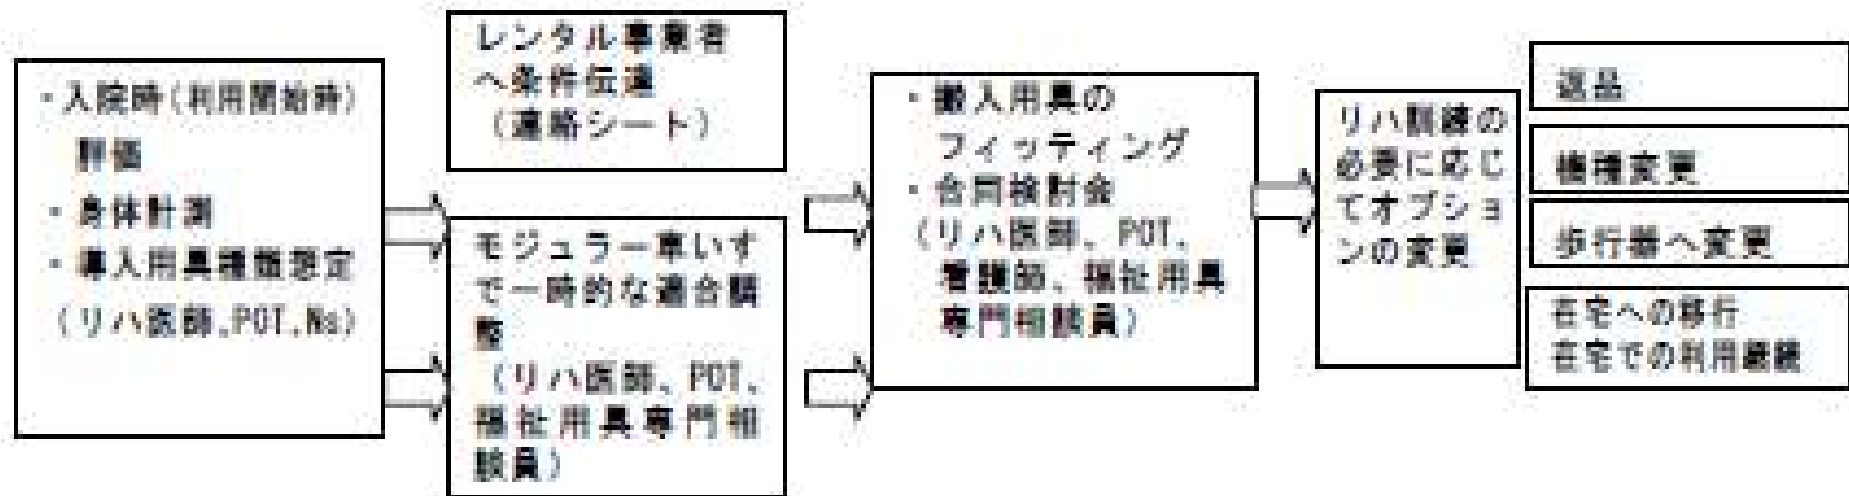 ・入院時(利用開始時)
評価
・身体計測
・導入用具種類想定
(リハ医師,POT,Ns)
レンタル事業者
へ条件伝達
(連絡シート)
モジュラー車いす
で一時的な適合調
整
(リハ医師、POT、
福祉用具専門相
談員)
・搬入用具の
フィッティング
・合同検討会
(リハ医師、POT、
看護師、福祉用具
専門相談員)
リハ訓練の
必要に応じ
てオプショ
ンの変更
返品
機種変更
歩行器へ変更
在宅への移行
在宅での利用継続